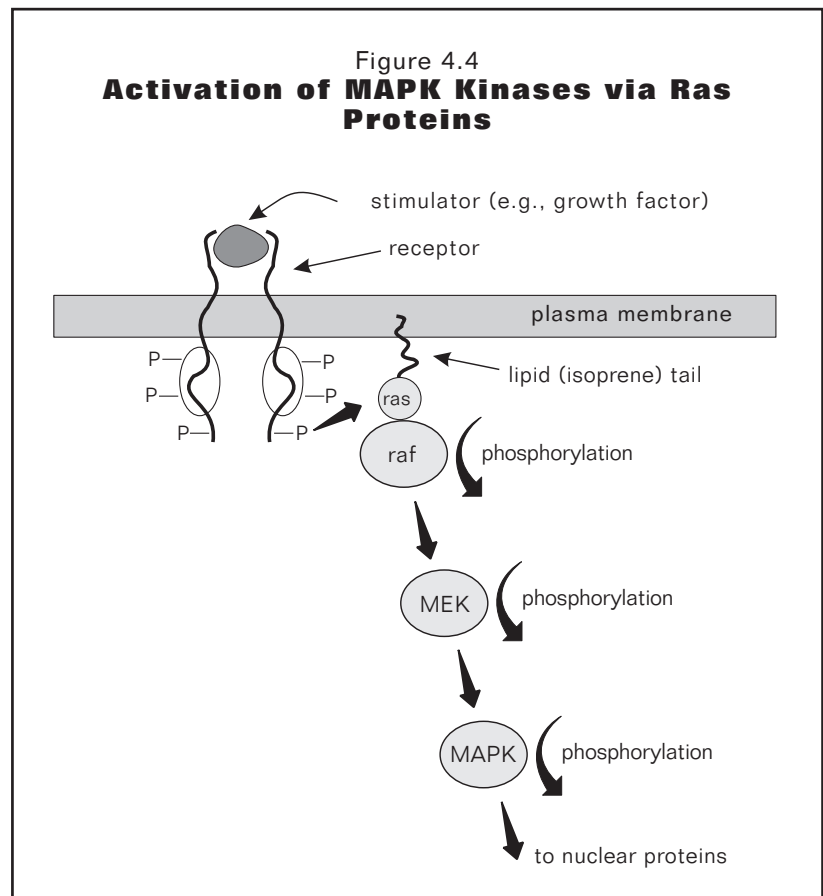 Figure 4.4
Activation of MAPK Kinases via Ras
Proteins
stimulator (e.g., growth factor)
receptor
plasma membrane
P
P
lipid (isoprene) tail
P
P
ras
P
P
raf
phosphorylation
MEK
phosphorylation
MAPK
phosphorylation
to nuclear proteins